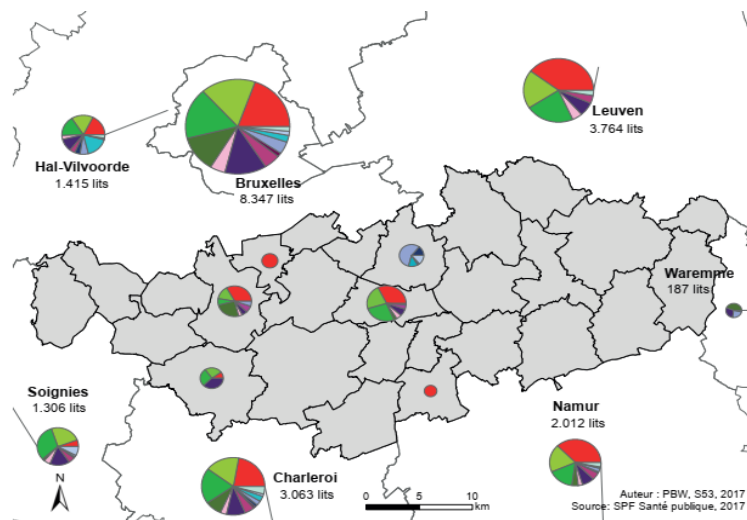 Leuven
3.764 lits
Hal-Vilvoorde
1.415 lits
Bruxelles
8.347 lits
Waremme
187 lits
Soignies
1.306 lits
Namur
2.012 lits
N
Charleroi
3.063 lits
0 5 10
km
Auteur : PBW, S53, 2017
Source: SPF Santé publique, 2017